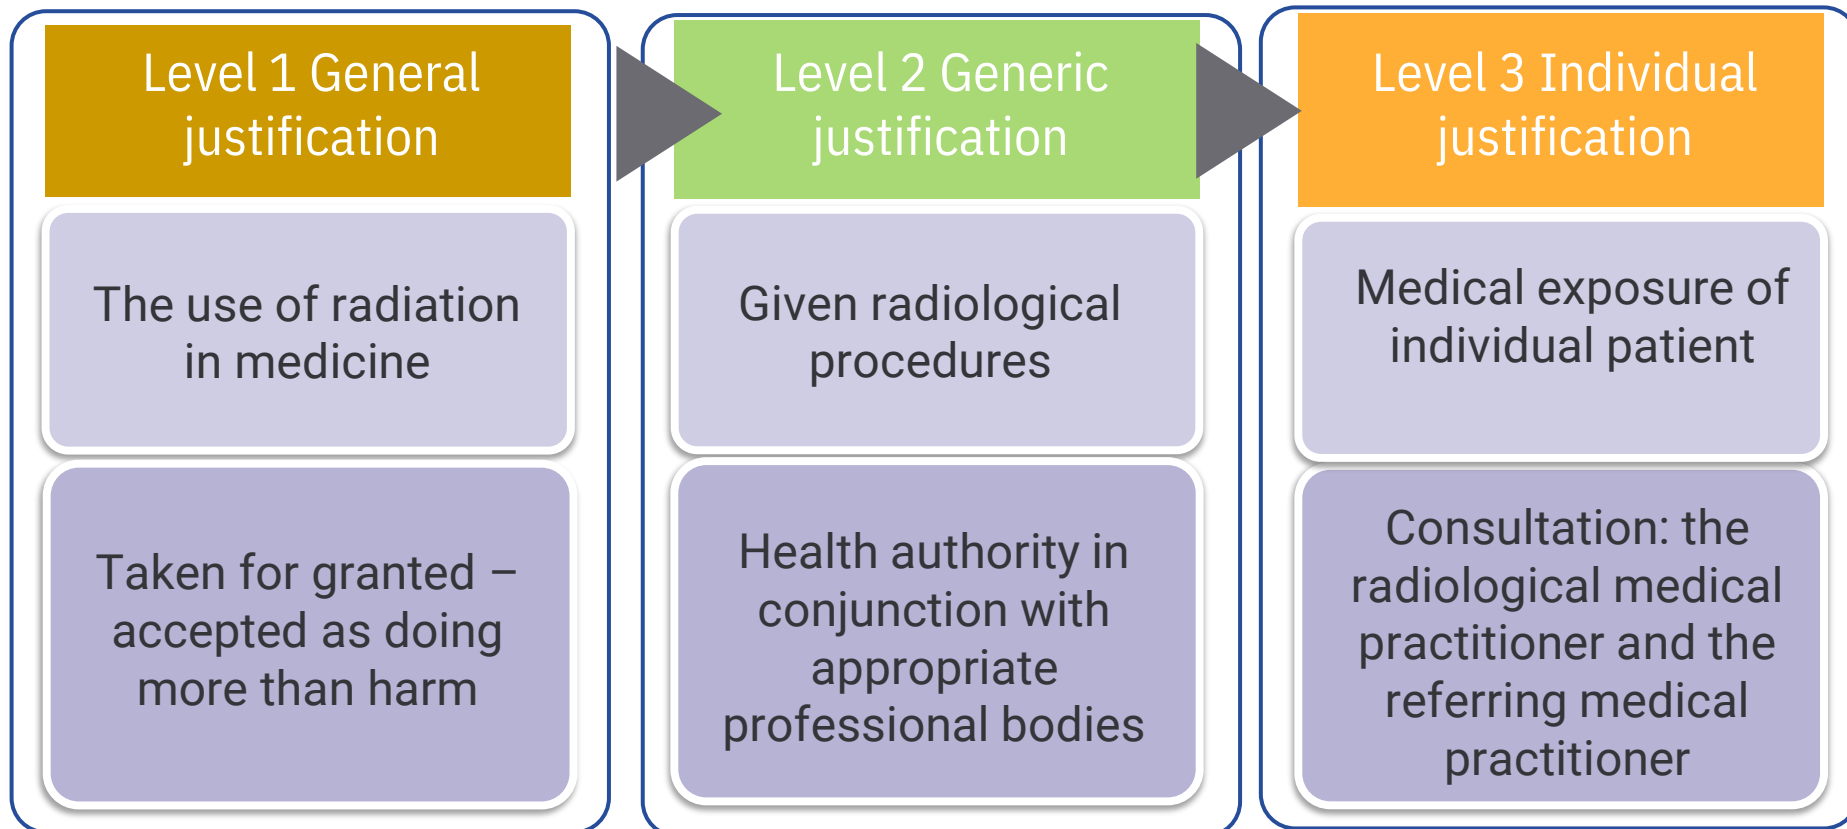 Level 1 General
justification
The use of radiation
in medicine
Taken for granted –
accepted as doing
more than harm
Level 2 Generic
justification
Given radiological
procedures
Health authority in
conjunction with
appropriate
professional bodies
Level 3 Individual
justification
Medical exposure of
individual patient
Consultation: the
radiological medical
practitioner and the
referring medical
practitioner